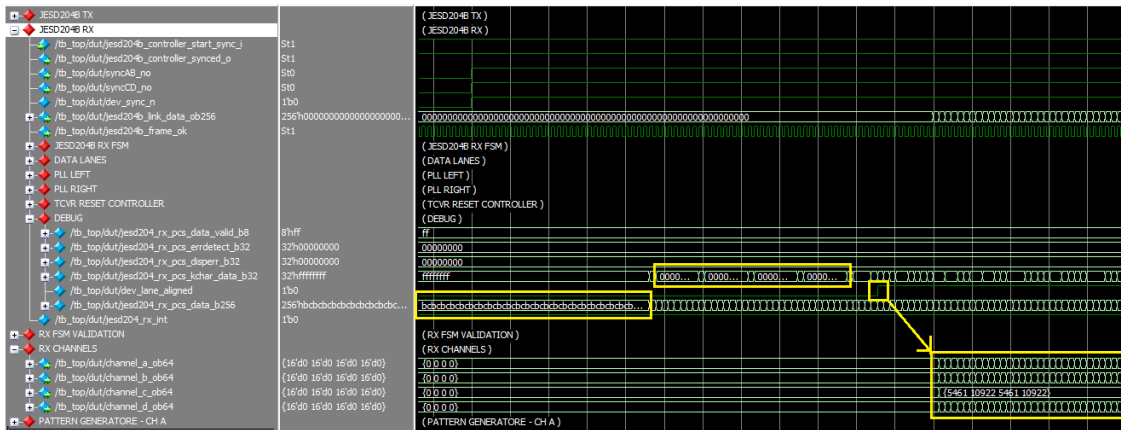 JESD204B TX ( JESD204B TX )
JESD204B RX ( JESD204B RX )
/tb_top/dut/jesd204b_controller_start_sync_i St1
/tb_top/dut/jesd204b_controller_synced_o St1
/tb_top/dut/syncAB_no St0
/tb_top/dut/syncCD_no St0
/tb_top/dut/dev_sync_n 1'b0
/tb_top/dut/jesd204b_link_data_ob256
/tb_top/dut/jesd204b_frame_ok St1
JESD204B RX FSM ( JESD204B RX FSM )
DATA LANES ( DATA LANES )
PLL LEFT ( PLL LEFT )
PLL RIGHT ( PLL RIGHT )
TCVR RESET CONTROLLER ( TCVR RESET CONTROLLER )
DEBUG ( DEBUG )
/tb_top/dut/jesd204_rx_pcs_data_valid_b8 8'hff ff
/tb_top/dut/jesd204_rx_pcs_errdetect_b32 32'h00000000 00000000
/tb_top/dut/jesd204_rx_pcs_disperr_b32 32'h00000000 00000000
/tb_top/dut/jesd204_rx_pcs_kchar_data_b32 32'hffffffff ffffffff 0000... 0000... 0000... 0000...
/tb_top/dut/dev_lane_aligned 1'b0
/tb_top/dut/jesd204_rx_pcs_data_b256
/tb_top/dut/jesd204_rx_int 1'b0
RX FSM VALIDATION ( RX FSM VALIDATION )
RX CHANNELS ( RX CHANNELS )
/tb_top/dut/channel_a_ob64 {16'd0 16'd0 16'd0 16'd0} {0 0 0 0}
/tb_top/dut/channel_b_ob64 {16'd0 16'd0 16'd0 16'd0} {0 0 0 0}
/tb_top/dut/channel_c_ob64 {16'd0 16'd0 16'd0 16'd0} {0 0 0 0} {5461 10922 5461 10922}
/tb_top/dut/channel_d_ob64 {16'd0 16'd0 16'd0 16'd0} {0 0 0 0}
PATTERN GENERATORE - CH A ( PATTERN GENERATORE - CH A )